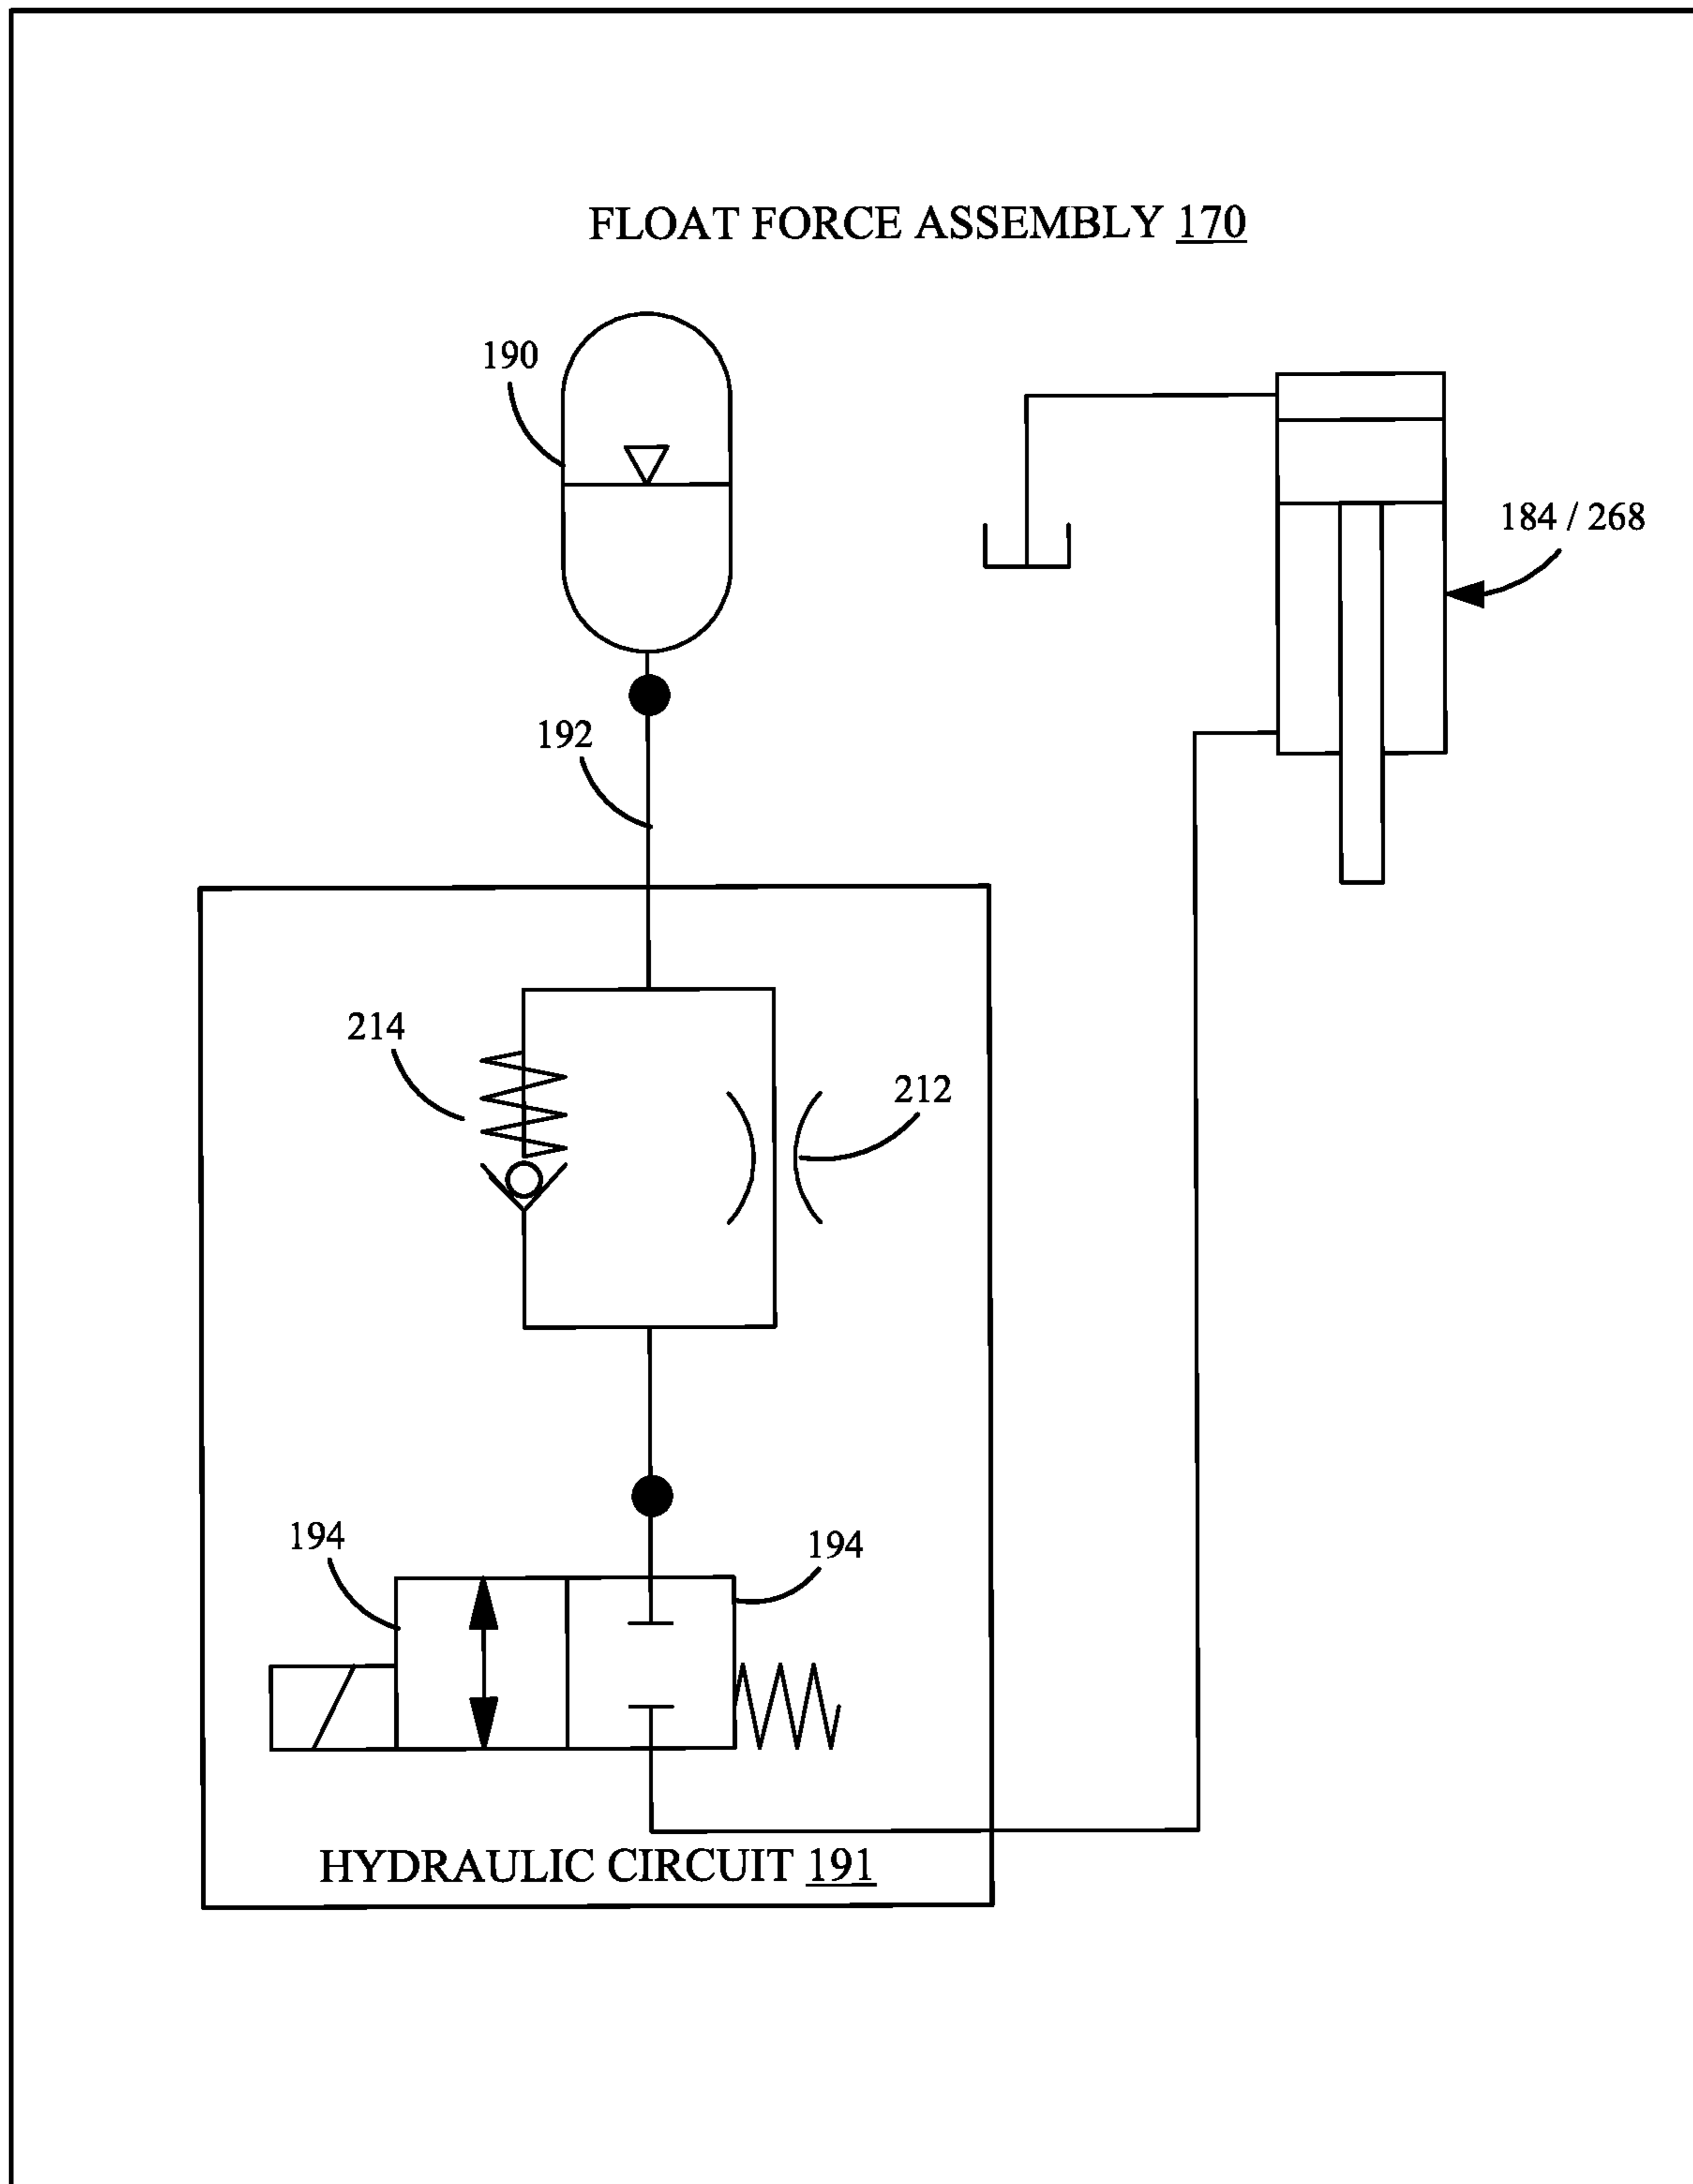 FLOAT FORCE ASSEMBLY 170
190
184 / 268
192
214
212
194
194
HYDRAULIC CIRCUIT 191